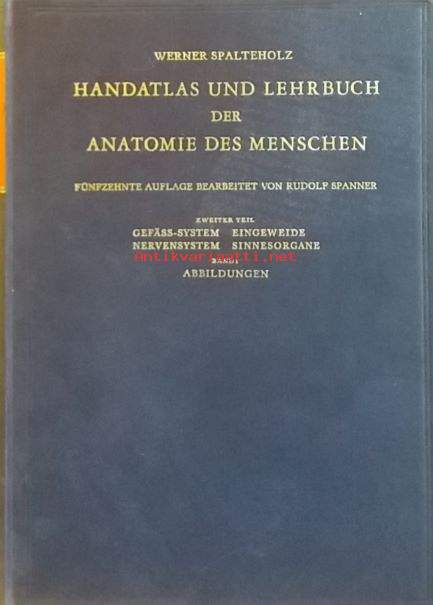 WERNER SPALTEHOLZ
HANDATLAS UND LEHRBUCH
DER
ANATOMIE DES MENSCHEN
FÜNFZEHNTE AUFLAGE BEARBEITET VON RUDOLF SPANNER
ZWEITER TEIL
GEFÄSS-SYSTEM EINGEWEIDE
NERVENSYSTEM SINNESORGANE
Antikvariaatti.net
BAND I
ABBILDUNGEN